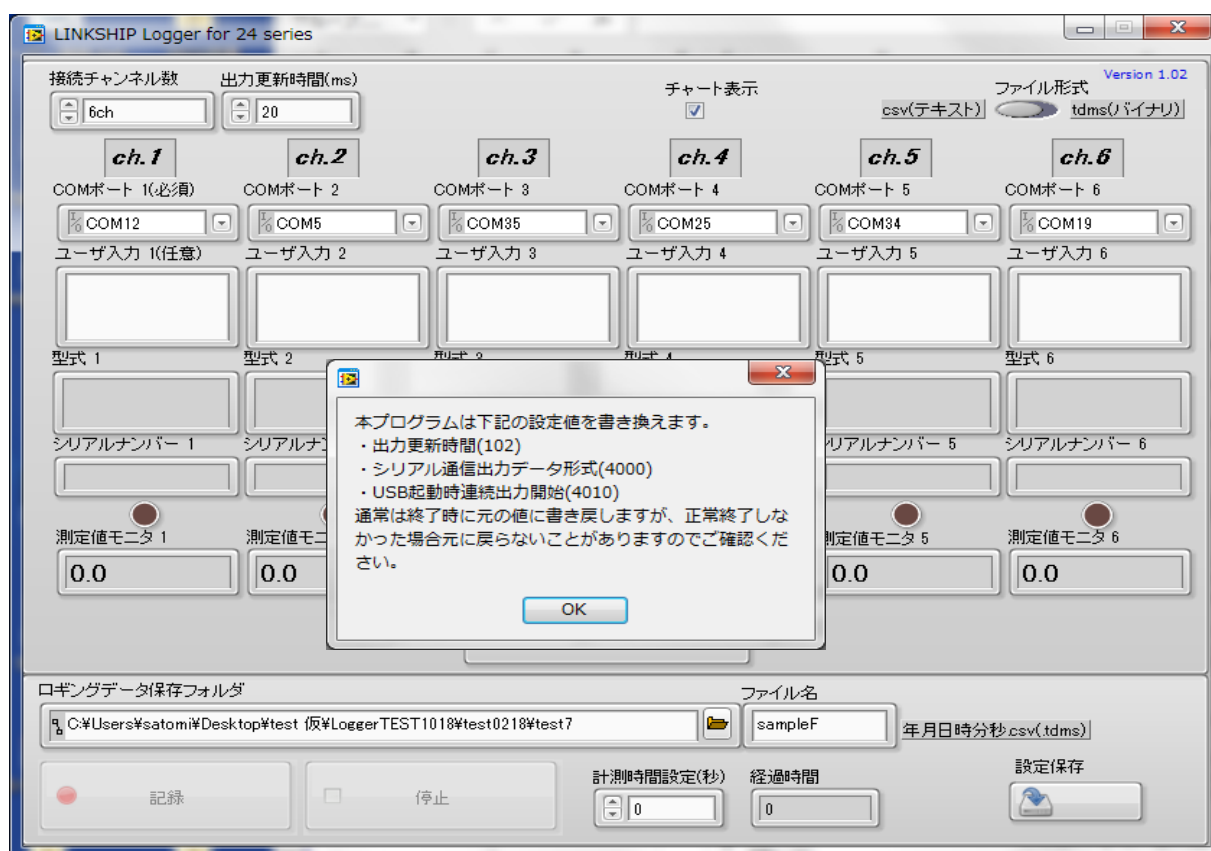 LINKSHIP Logger for 24 series
接続チャンネル数 出力更新時間(ms) チャート表示 ファイル形式 Version 1.02
6ch 20 csv(テキスト) tdms(バイナリ)
ch.1 ch.2 ch.3 ch.4 ch.5 ch.6
COMポート 1(必須) COMポート 2 COMポート 3 COMポート 4 COMポート 5 COMポート 6
COM12 COM5 COM35 COM25 COM34 COM19
ユーザ入力 1(任意) ユーザ入力 2 ユーザ入力 3 ユーザ入力 4 ユーザ入力 5 ユーザ入力 6
型式 1 型式 2 型式 3 型式 4 型式 5 型式 6
本プログラムは下記の設定値を書き換えます。
・出力更新時間(102)
・シリアル通信出力データ形式(4000)
・USB起動時連続出力開始(4010)
通常は終了時に元の値に書き戻しますが、正常終了しな
かった場合元に戻らないことがありますのでご確認くだ
さい。
OK
シリアルナンバー 1 シリアルナン リアルナンバー 5 シリアルナンバー 6
測定値モニタ 1 測定値モニ 測定値モニタ 5 測定値モニタ 6
0.0 0.0 0.0 0.0
ロギングデータ保存フォルダ ファイル名
C:¥Users¥satomi¥Desktop¥test 仮¥LoggerTEST1018¥test0218¥test7 sampleF 年月日時分秒.csv(.tdms)
記録 停止 計測時間設定(秒) 経過時間 設定保存
0 0